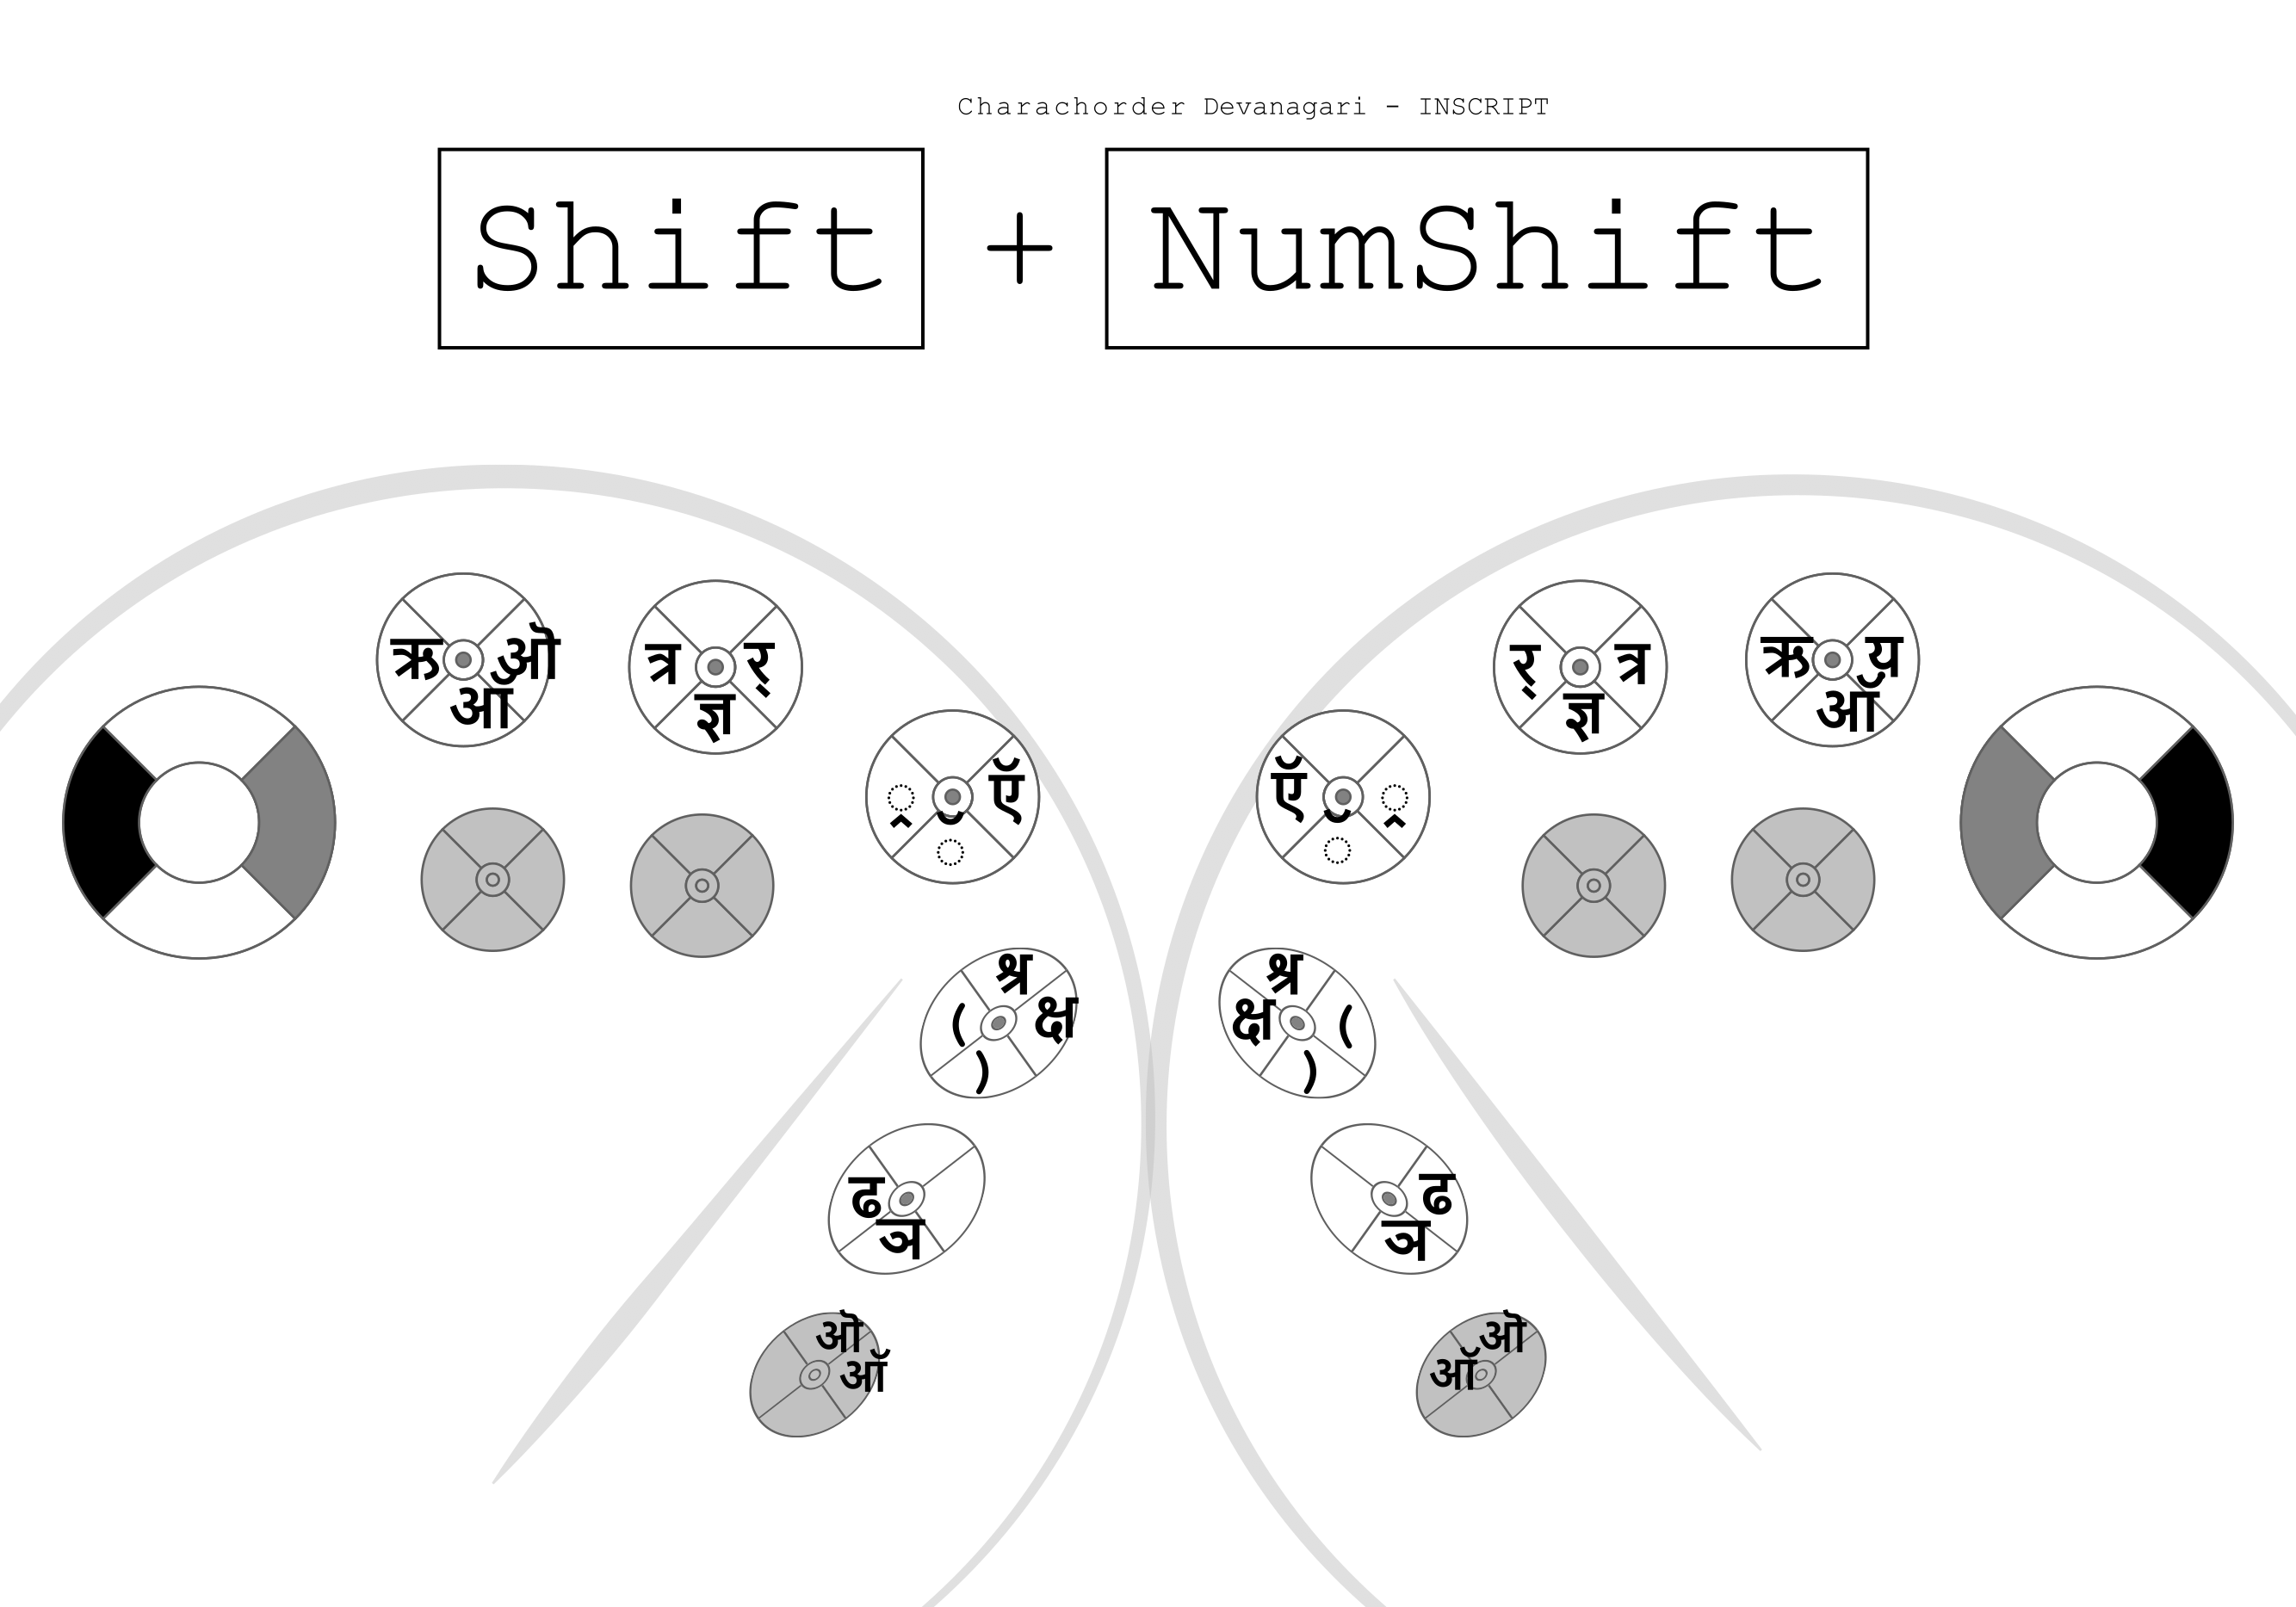 Charachorder Devanagari - INSCRIPT
Shift + NumShift
ऋ
त्र र्
ज्ञ
ऍ
र् त्र
ज्ञ
ऋ
ऍ
श्र
क्ष
(
)
श्र
क्ष
(
)
ढ
ञ
ढ
ञ
ऑ
ऑ